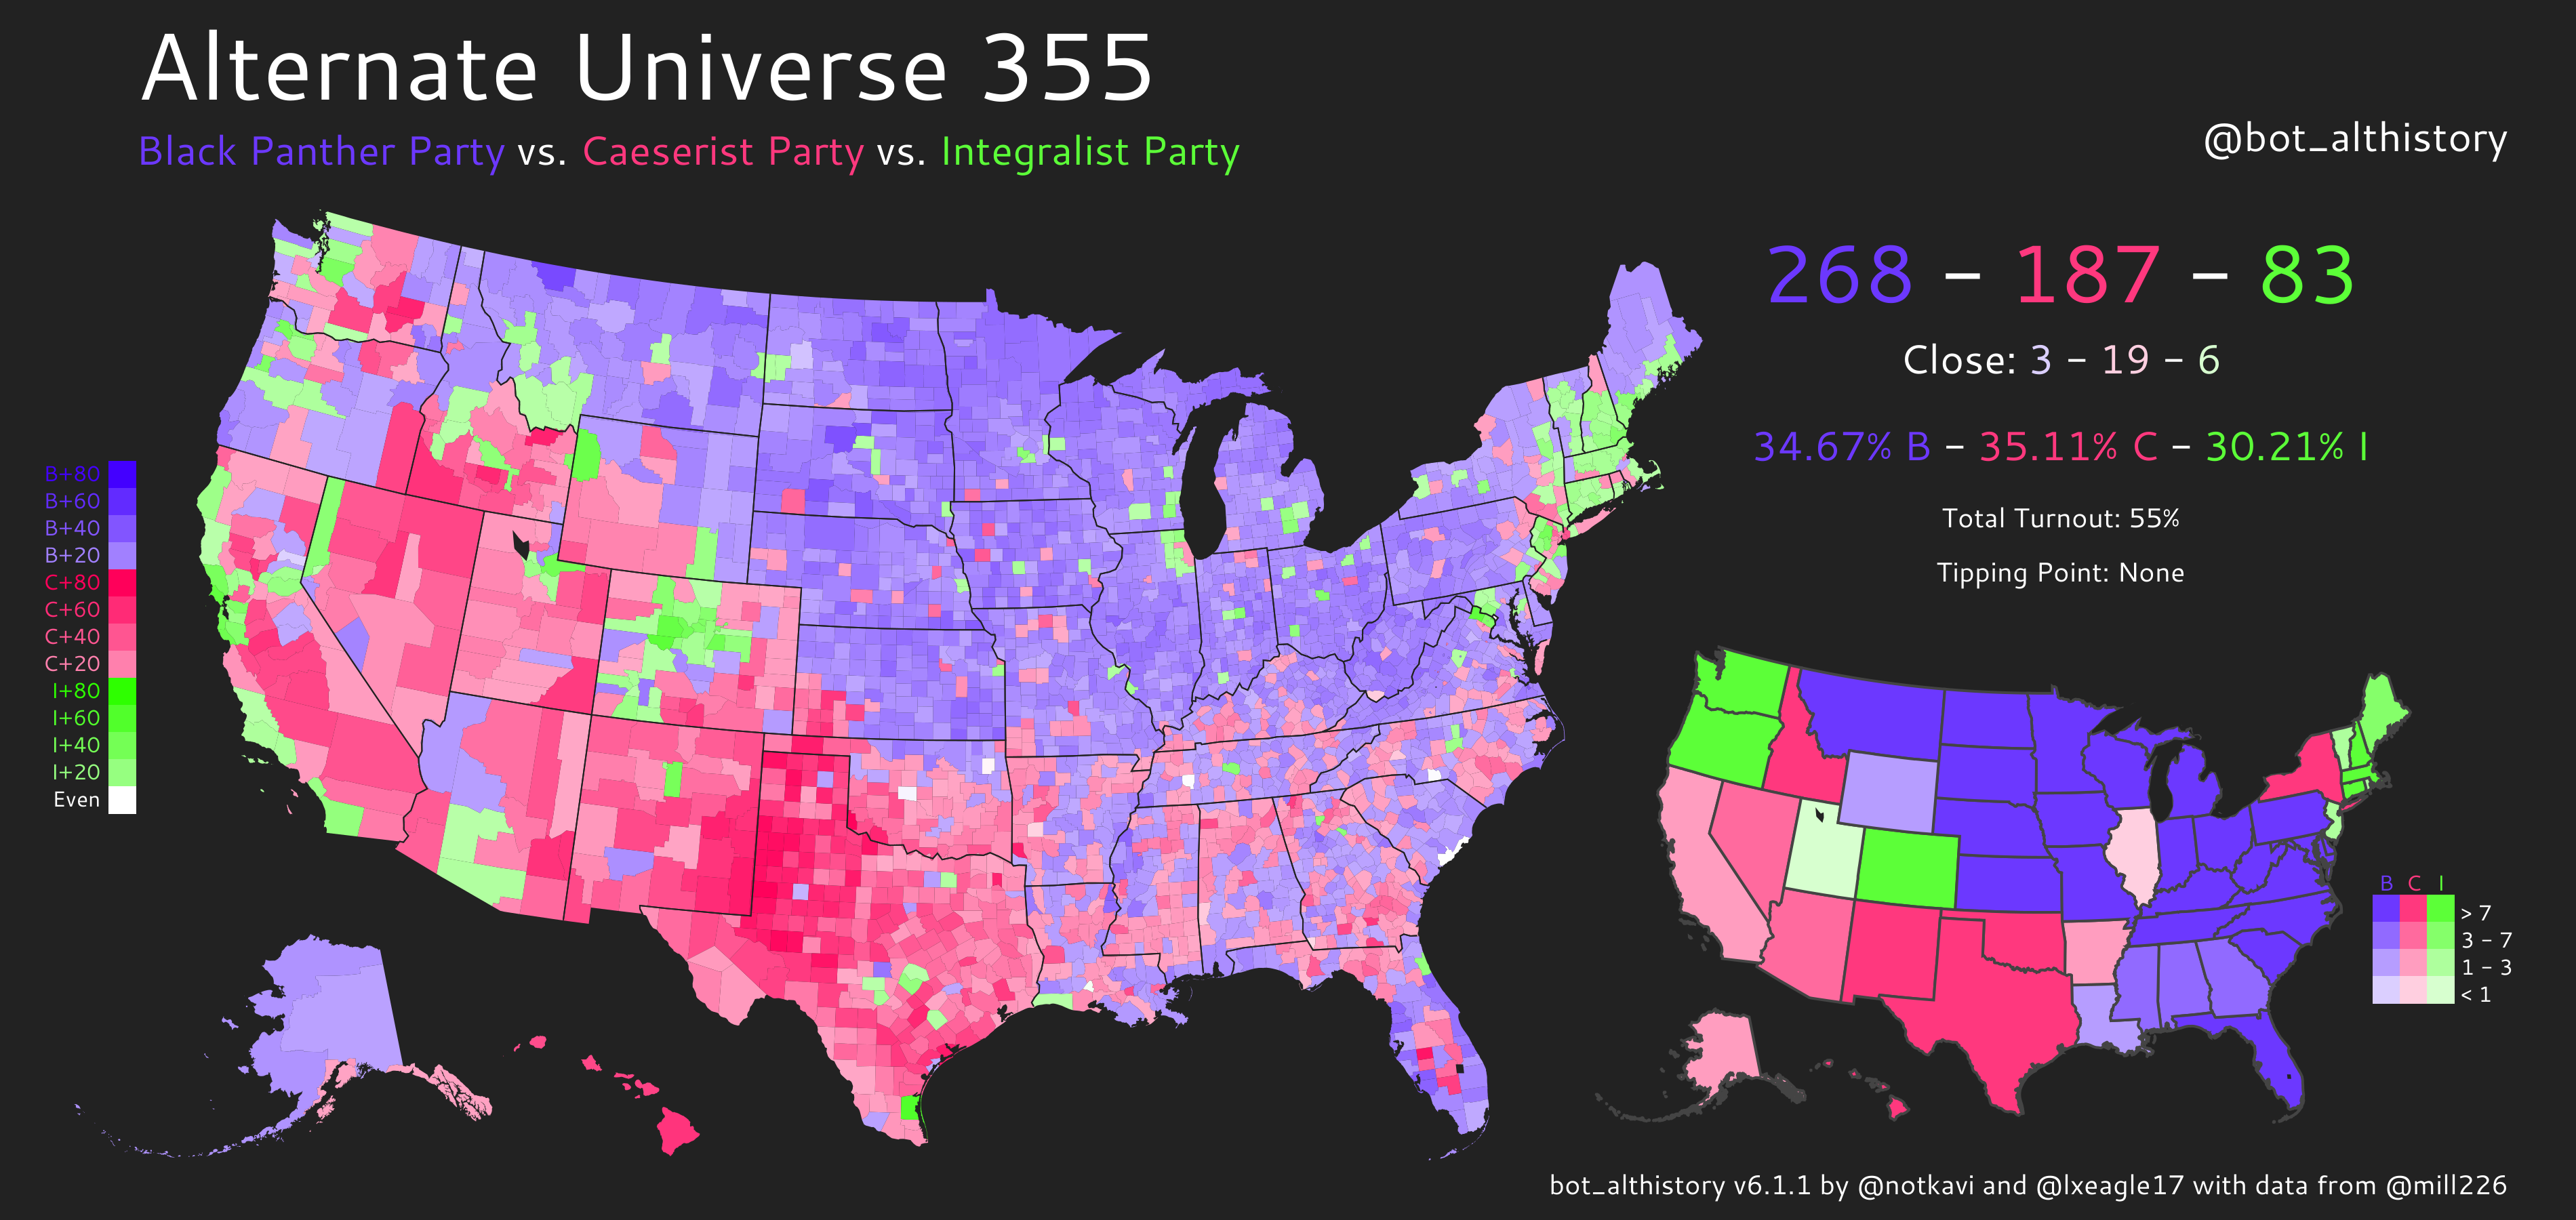 Alternate Universe 355
Black Panther Party vs. Caeserist Party vs. Integralist Party
@bot_althistory
268 – 187 – 83
Close: 3 – 19 – 6
34.67% B – 35.11% C – 30.21% I
Total Turnout: 55%
Tipping Point: None
B+80
B+60
B+40
B+20
C+80
C+60
C+40
C+20
I+80
I+60
I+40
I+20
Even
B C I
> 7
3 – 7
1 – 3
< 1
bot_althistory v6.1.1 by @notkavi and @lxeagle17 with data from @mill226